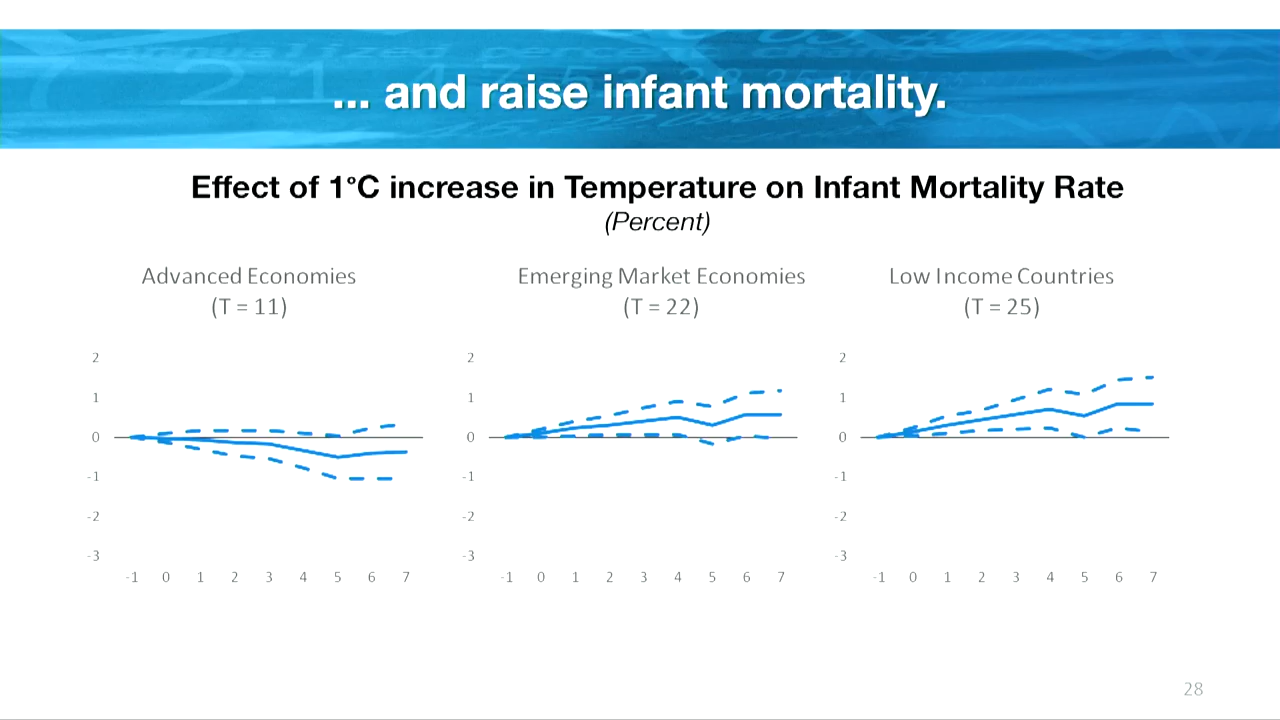 ... and raise infant mortality.
Effect of 1°C increase in Temperature on Infant Mortality Rate
(Percent)
Advanced Economies
(T = 11)
2
1
0
-1
-2
-3
-1 0 1 2 3 4 5 6 7
Emerging Market Economies
(T = 22)
2
1
0
-1
-2
-3
-1 0 1 2 3 4 5 6 7
Low Income Countries
(T = 25)
2
1
0
-1
-2
-3
-1 0 1 2 3 4 5 6 7
28